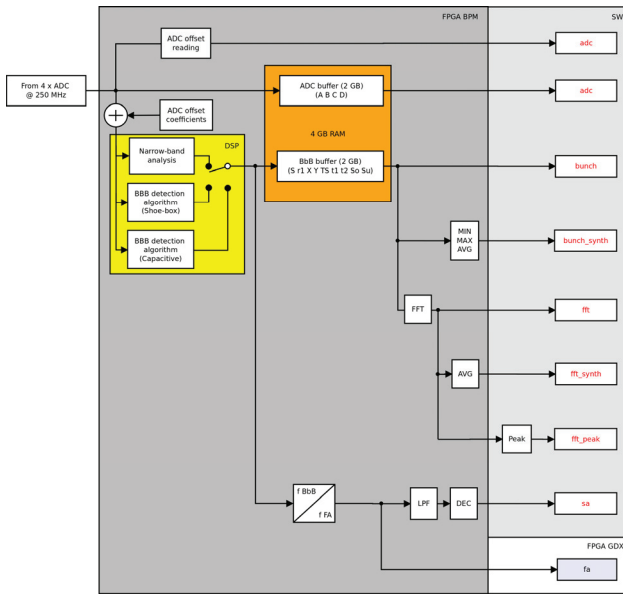 FPGA BPM
SW
ADC offset
reading
adc
From 4 x ADC
@ 250 MHz
ADC buffer (2 GB)
(A B C D)
adc
ADC offset
coefficients
4 GB RAM
DSP
Narrow-band
analysis
BbB buffer (2 GB)
(S r1 X Y TS t1 t2 So Su)
bunch
BBB detection
algorithm
(Shoe-box)
MIN
MAX
AVG
bunch_synth
BBB detection
algorithm
(Capacitive)
FFT
fft
AVG
fft_synth
Peak
fft_peak
f BbB
f FA
LPF
DEC
sa
FPGA GDX
fa